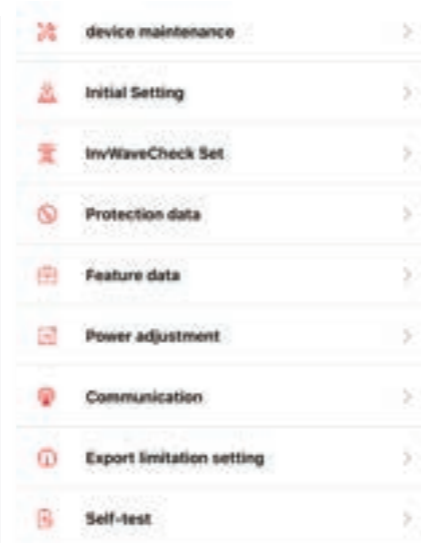 device maintenance
Initial Setting
InvWaveCheck Set
Protection data
Feature data
Power adjustment
Communication
Export limitation setting
Self-test